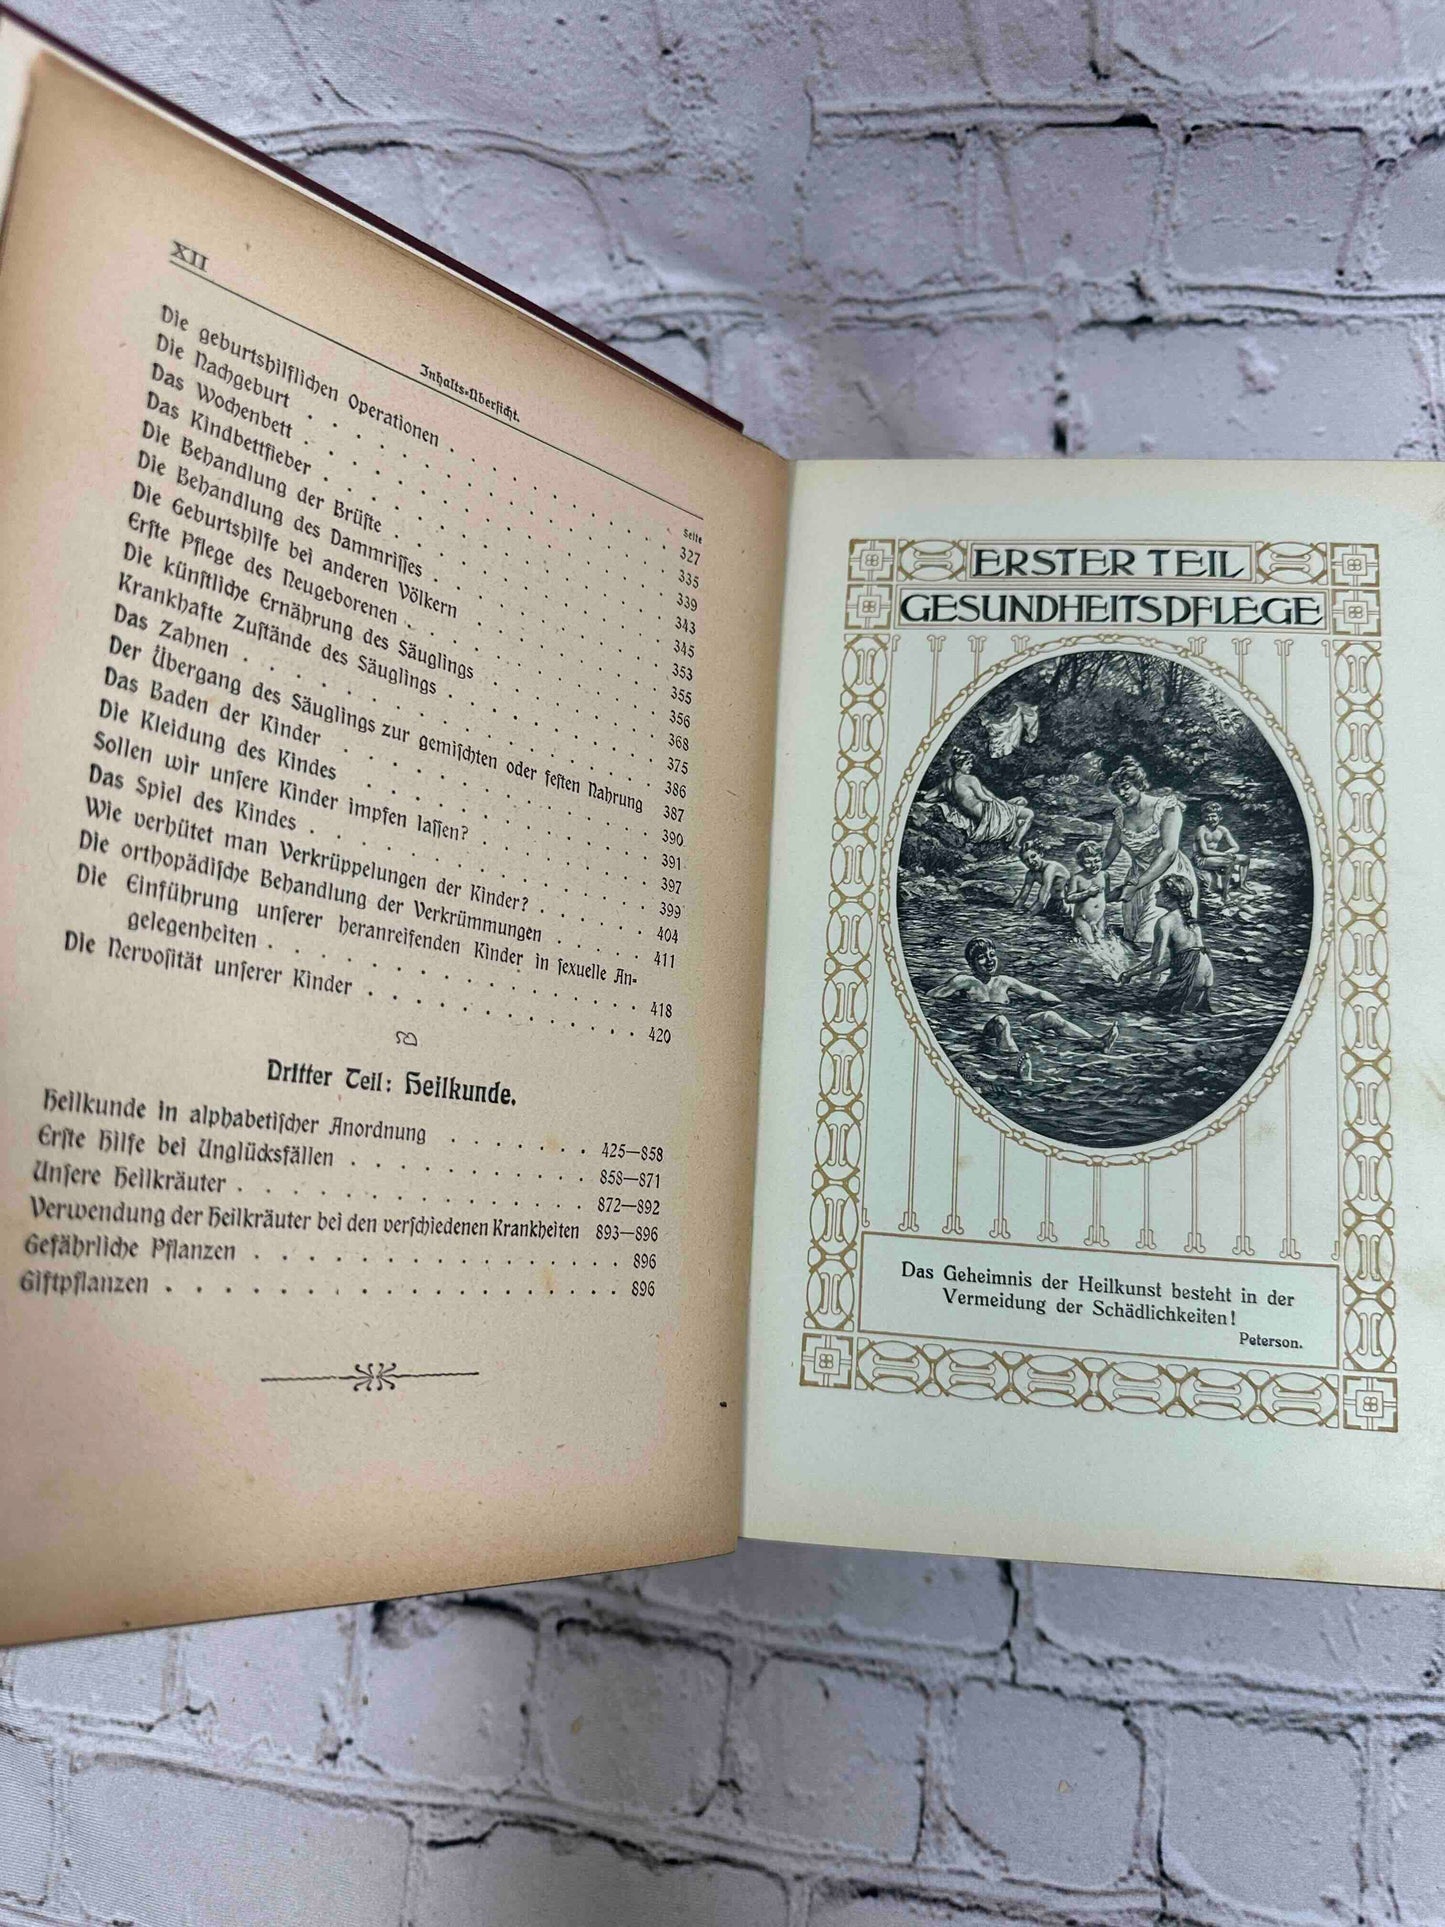 XII
Inhalts-Übersicht.
Seite
Die geburtshilflichen Operationen . . . . . . . . . 327
Die Nachgeburt . . . . . . . . . . . . . . 335
Das Wochenbett . . . . . . . . . . . . . . 339
Das Kindbettfieber . . . . . . . . . . . . . 343
Die Behandlung der Brüste . . . . . . . . . . . 345
Die Behandlung des Dammrisses . . . . . . . . . . 353
Die Geburtshilfe bei anderen Völkern . . . . . . . . 355
Erste Pflege des Neugeborenen . . . . . . . . . . 356
Die künstliche Ernährung des Säuglings . . . . . . . 368
Krankhafte Zustände des Säuglings . . . . . . . . . 375
Das Zahnen . . . . . . . . . . . . . . . 386
Der Übergang des Säuglings zur gemischten oder festen Nahrung 387
Das Baden der Kinder . . . . . . . . . . . . 390
Die Kleidung des Kindes . . . . . . . . . . . 391
Sollen wir unsere Kinder impfen lassen? . . . . . . . 397
Das Spiel des Kindes . . . . . . . . . . . . 399
Wie verhütet man Verkrüppelungen der Kinder? . . . . . 404
Die orthopädische Behandlung der Verkrümmungen . . . . . 411
Die Einführung unserer heranreifenden Kinder in sexuelle An-
gelegenheiten . . . . . . . . . . . . . 418
Die Nervosität unserer Kinder . . . . . . . . . . 420
Dritter Teil: Heilkunde.
Heilkunde in alphabetischer Anordnung . . . . . . 425—858
Erste Hilfe bei Unglücksfällen . . . . . . . . . 858—871
Unsere Heilkräuter . . . . . . . . . . . . 872—892
Verwendung der Heilkräuter bei den verschiedenen Krankheiten 893—896
Gefährliche Pflanzen . . . . . . . . . . . . 896
Giftpflanzen . . . . . . . . . . . . . . . 896
ERSTER TEIL
GESUNDHEITSPFLEGE
Das Geheimnis der Heilkunst besteht in der
Vermeidung der Schädlichkeiten!
Peterson.